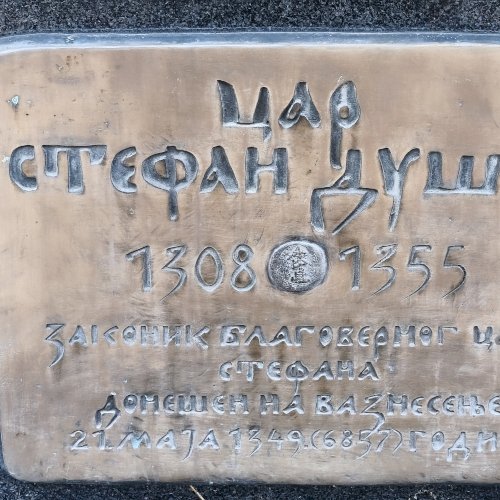 ЦАР
СТЕФАН ДУШ
1308 1355
ЗАКОНИК БЛАГОВЕРНОГ Ц
СТЕФАНА
ДОНЕШЕН НА ВАЗНЕСЕЊЕ
21 МАЈА 1349.(6857) ГОДИ